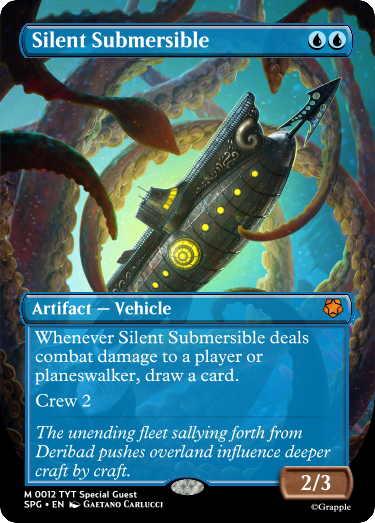 Silent Submersible
Artifact — Vehicle
Whenever Silent Submersible deals
combat damage to a player or
planeswalker, draw a card.
Crew 2
The unending fleet sallying forth from
Deribad pushes overland influence deeper
craft by craft.
2/3
M 0012 TYT Special Guest
SPG • EN Gaetano Carlucci
©Grapple